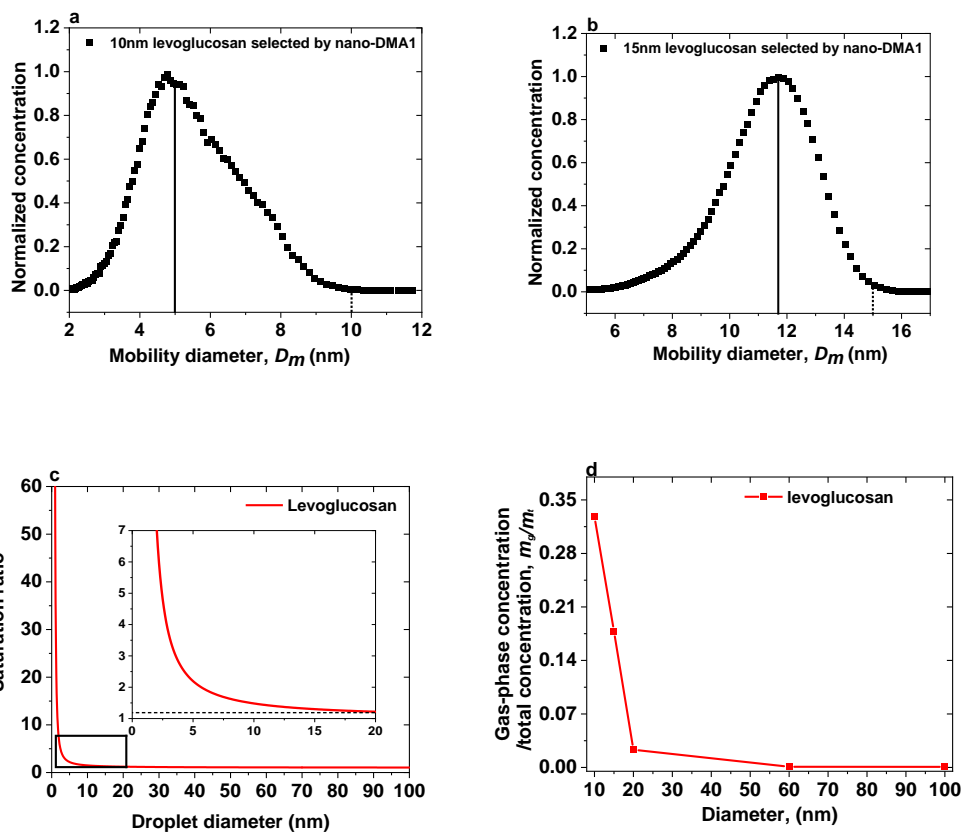 a
10nm levoglucosan selected by nano-DMA1
1.2
1.0
0.8
0.6
0.4
0.2
0.0
Normalized concentration
2 4 6 8 10 12
Mobility diameter, Dm (nm)
b
15nm levoglucosan selected by nano-DMA1
1.2
1.0
0.8
0.6
0.4
0.2
0.0
Normalized concentration
6 8 10 12 14 16
Mobility diameter, Dm (nm)
c
Levoglucosan
60
50
40
30
20
10
0
7
6
5
4
3
2
1
0 5 10 15 20
0 10 20 30 40 50 60 70 80 90 100
Droplet diameter (nm)
d
levoglucosan
0.35
0.28
0.21
0.14
0.07
0.00
Gas-phase concentration
/total concentration, mg/mt
10 20 30 40 50 60 70 80 90 100
Diameter, (nm)